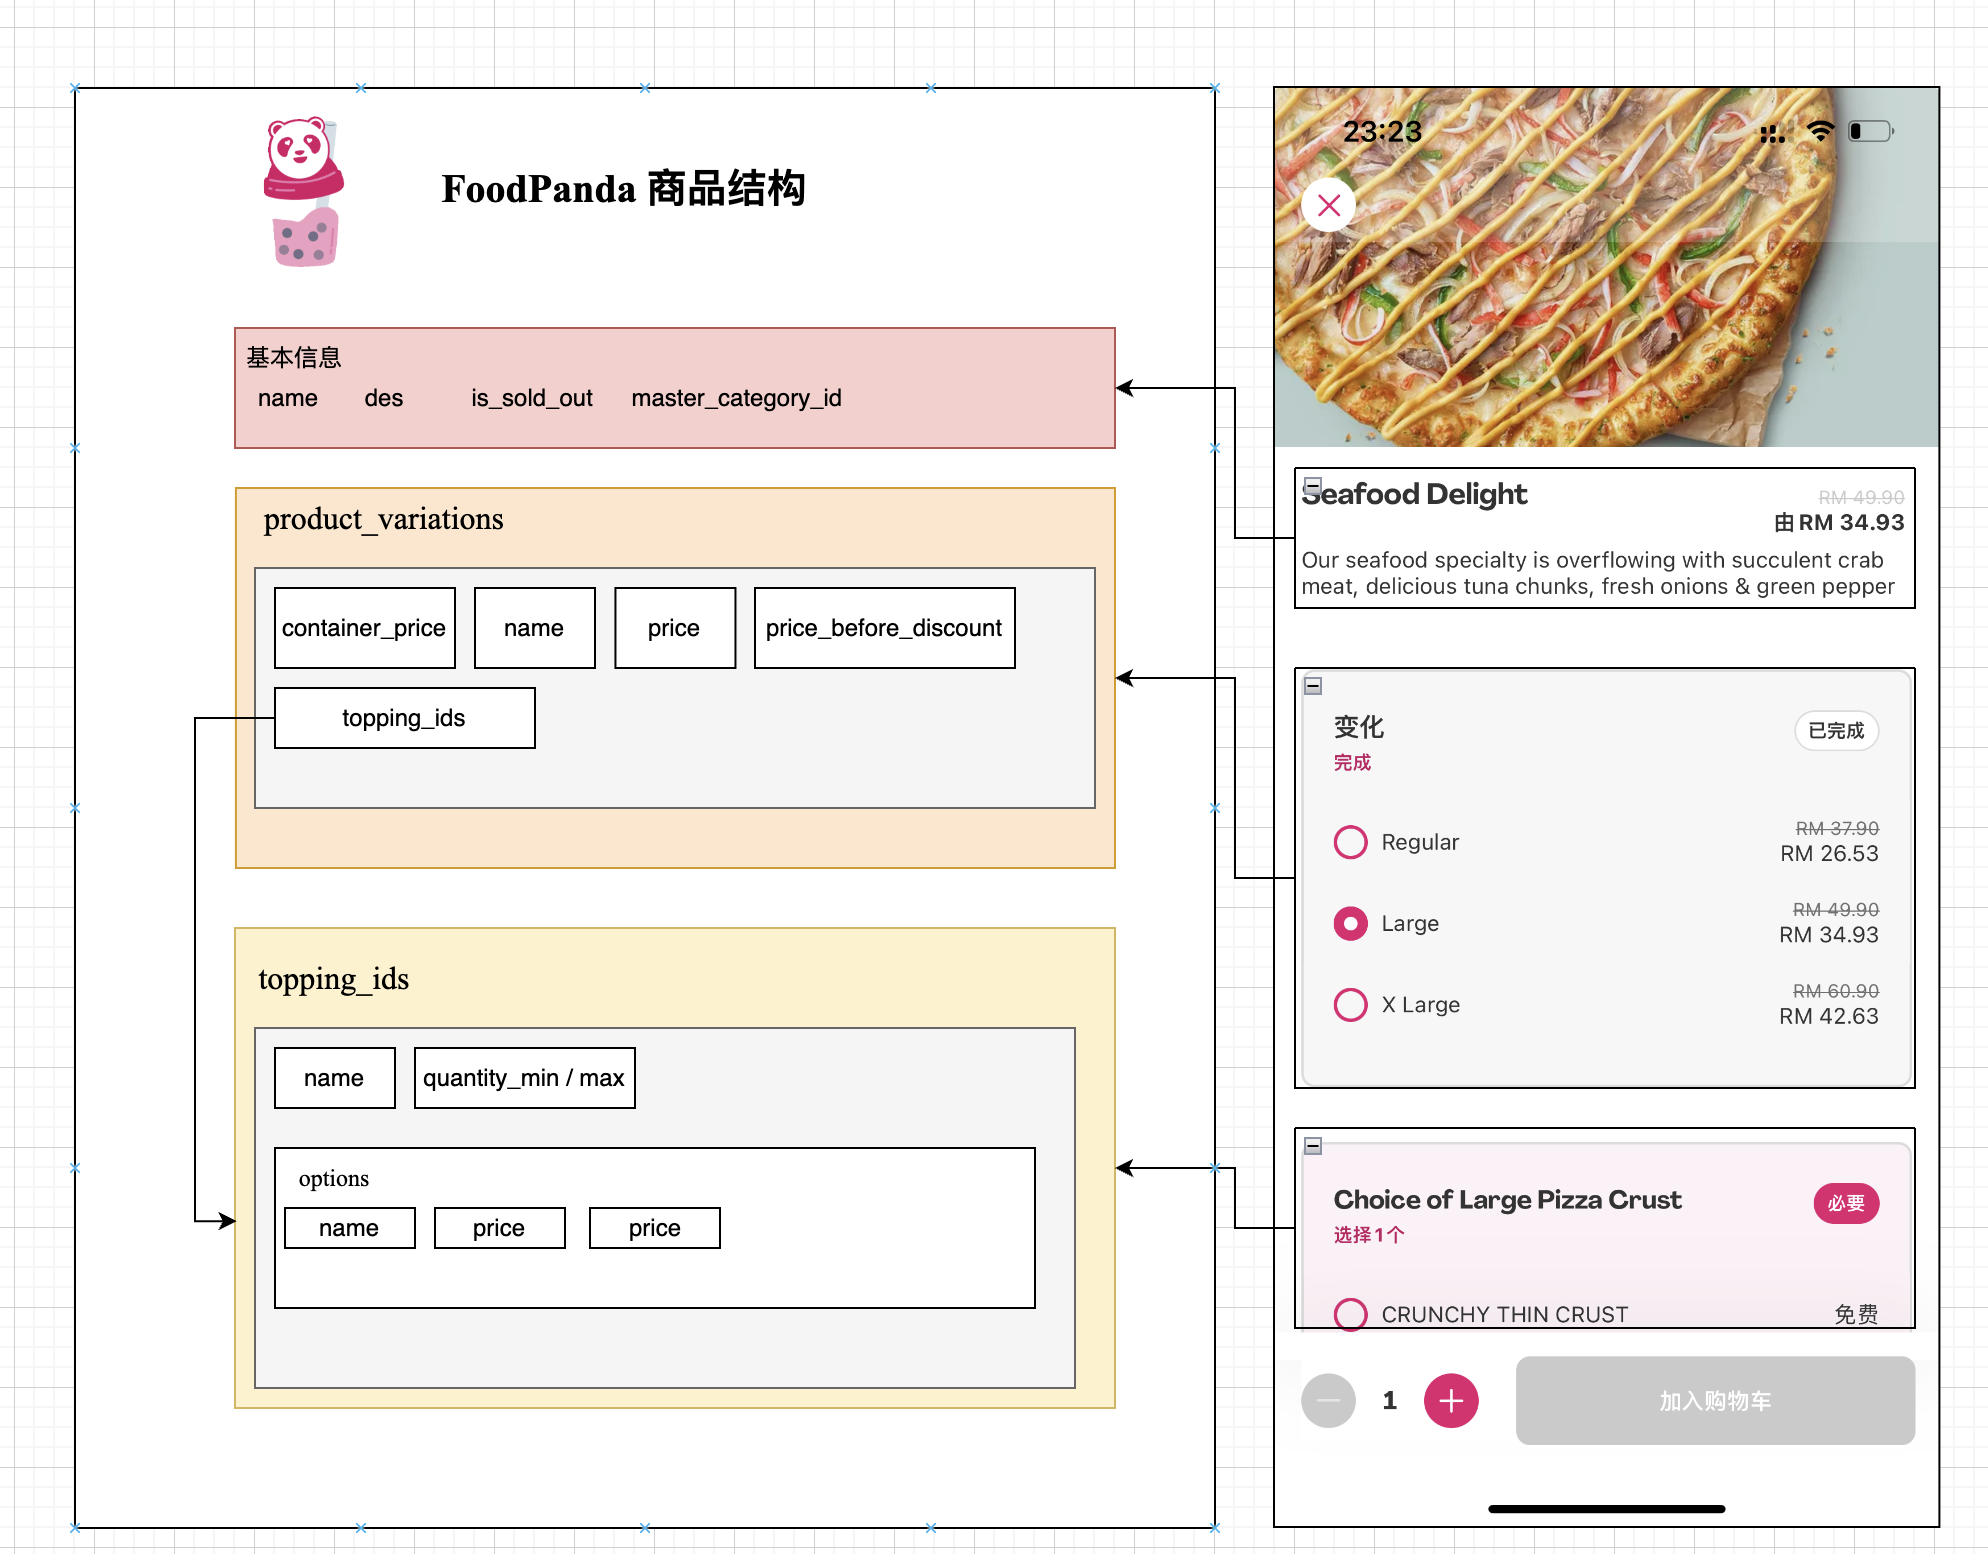 FoodPanda 商品结构
基本信息
name des is_sold_out master_category_id
product_variations
container_price name price price_before_discount
topping_ids
topping_ids
name quantity_min / max
options
name price price
23:23
Seafood Delight
RM 49.90
由 RM 34.93
Our seafood specialty is overflowing with succulent crab
meat, delicious tuna chunks, fresh onions & green pepper
变化
已完成
完成
RM 37.90
Regular
RM 26.53
RM 49.90
Large
RM 34.93
RM 60.90
X Large
RM 42.63
Choice of Large Pizza Crust
必要
选择1个
CRUNCHY THIN CRUST 免费
1
加入购物车